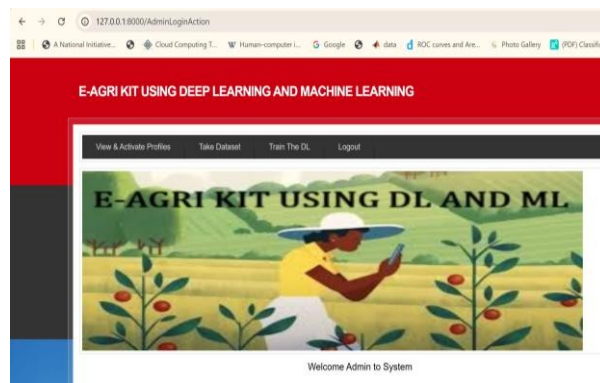 127.0.0.1:8000/AdminLoginAction
A National Initiative... Cloud Computing T... Human-computer i... Google data ROC curves and Are... Photo Gallery (PDF) Classifi
E-AGRI KIT USING DEEP LEARNING AND MACHINE LEARNING
View & Activate Profiles Take Dataset Train The DL Logout
E-AGRI KIT USING DL AND ML
Welcome Admin to System